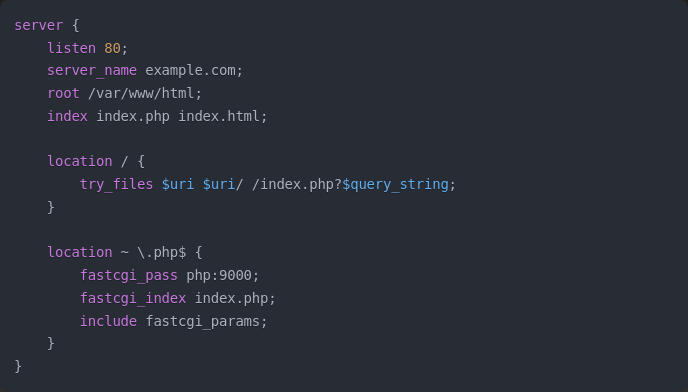 server {
    listen 80;
    server_name example.com;
    root /var/www/html;
    index index.php index.html;

    location / {
        try_files $uri $uri/ /index.php?$query_string;
    }

    location ~ \.php$ {
        fastcgi_pass php:9000;
        fastcgi_index index.php;
        include fastcgi_params;
    }
}